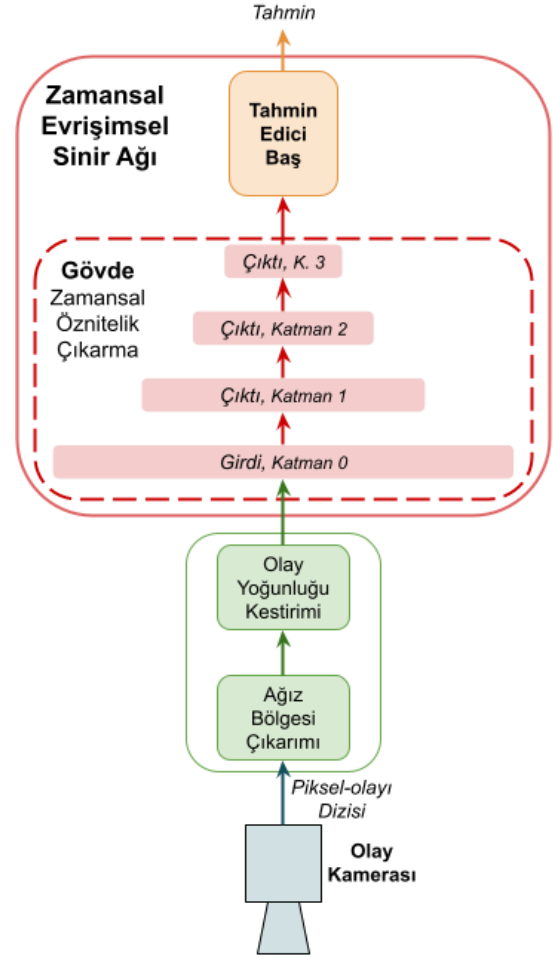 Tahmin
Zamansal
Evrişimsel
Sinir Ağı
Tahmin
Edici
Baş
Gövde
Zamansal
Öznitelik
Çıkarma
Çıktı, K. 3
Çıktı, Katman 2
Çıktı, Katman 1
Girdi, Katman 0
Olay
Yoğunluğu
Kestirimi
Ağız
Bölgesi
Çıkarımı
Piksel-olayı
Dizisi
Olay
Kamerası